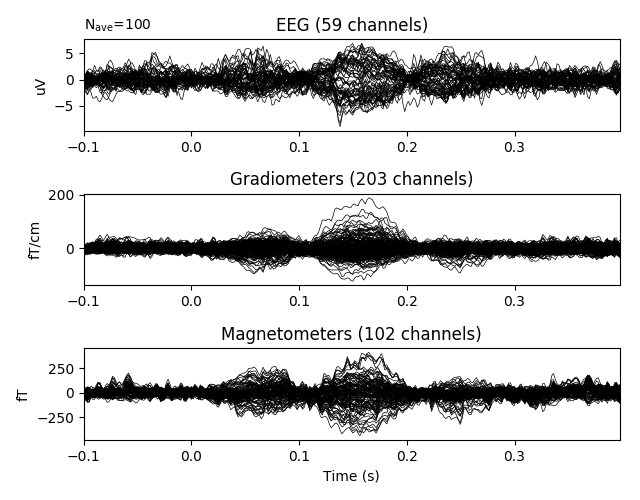 N_ave=100
EEG (59 channels)
5
0
−5
uV
−0.1 0.0 0.1 0.2 0.3
Gradiometers (203 channels)
200
0
fT/cm
−0.1 0.0 0.1 0.2 0.3
Magnetometers (102 channels)
250
0
−250
fT
−0.1 0.0 0.1 0.2 0.3
Time (s)